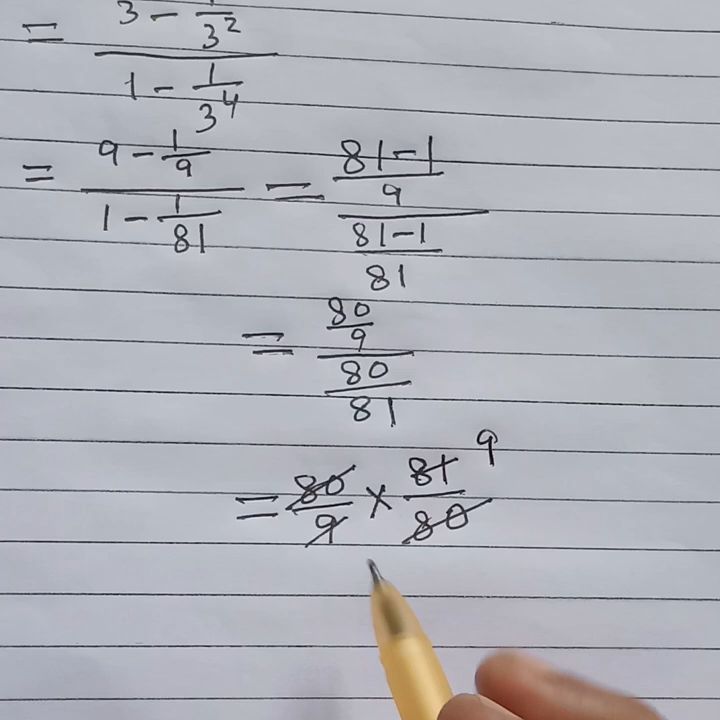 = (3 - 1/3²) / (1 - 1/3⁴)
= (9 - 1/9) / (1 - 1/81) = ((81-1)/9) / ((81-1)/81)
= (80/9) / (80/81)
= 80/9 × 81/80 9